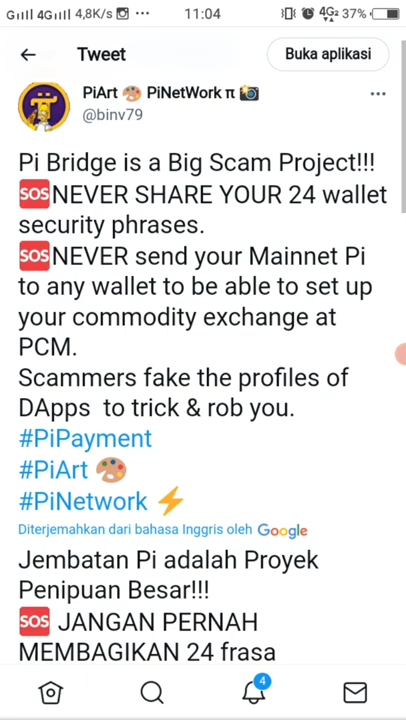 4G 4,8K/s ... 11:04 4G2 37%
Tweet Buka aplikasi
PiArt 🎨 PiNetWork π 📸
@binv79
Pi Bridge is a Big Scam Project!!!
🆘NEVER SHARE YOUR 24 wallet
security phrases.
🆘NEVER send your Mainnet Pi
to any wallet to be able to set up
your commodity exchange at
PCM.
Scammers fake the profiles of
DApps to trick & rob you.
#PiPayment
#PiArt 🎨
#PiNetwork ⚡
Diterjemahkan dari bahasa Inggris oleh Google
Jembatan Pi adalah Proyek
Penipuan Besar!!!
🆘 JANGAN PERNAH
MEMBAGIKAN 24 frasa
4